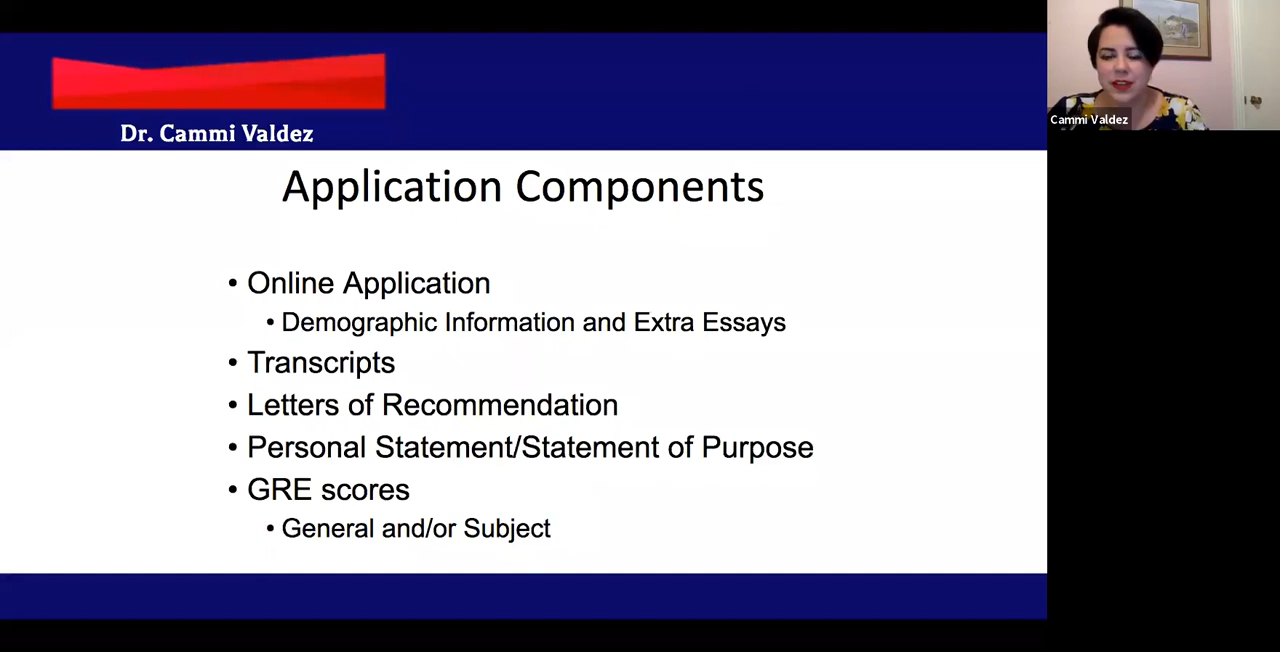 Dr. Cammi Valdez
Cammi Valdez
Application Components
• Online Application
• Demographic Information and Extra Essays
• Transcripts
• Letters of Recommendation
• Personal Statement/Statement of Purpose
• GRE scores
• General and/or Subject